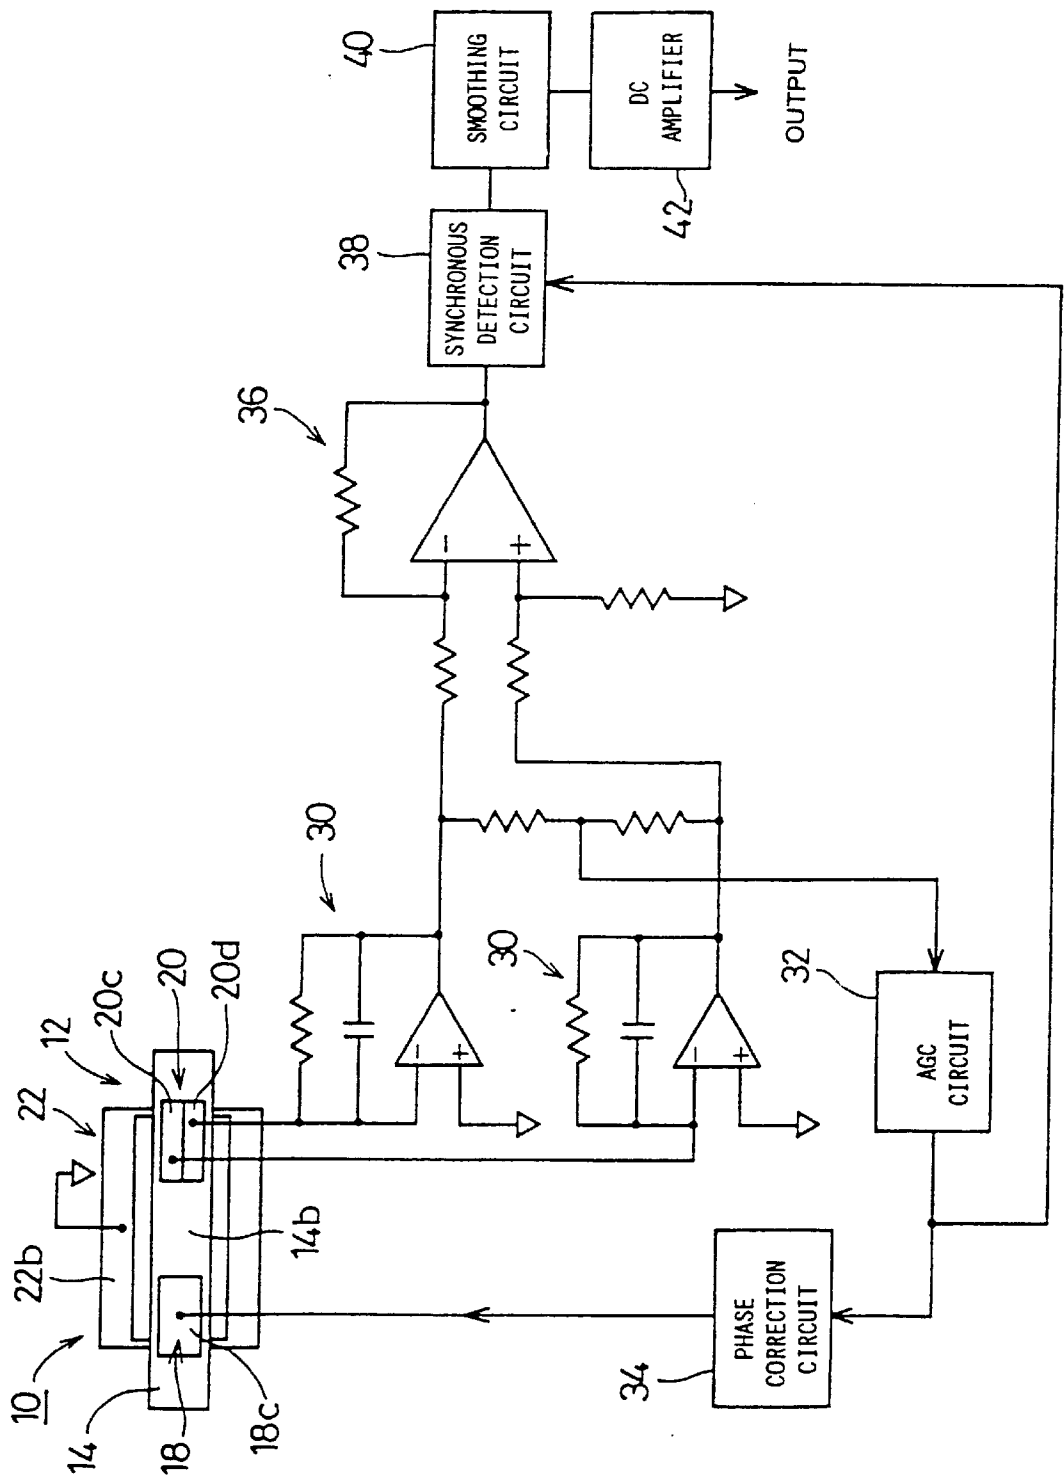 10
22b
22
12
14
18
18c
14b
20c
20
20d
30
−
+
30
−
+
34
PHASE
CORRECTION
CIRCUIT
32
AGC
CIRCUIT
36
−
+
38
SYNCHRONOUS
DETECTION
CIRCUIT
40
SMOOTHING
CIRCUIT
42
DC
AMPLIFIER
OUTPUT